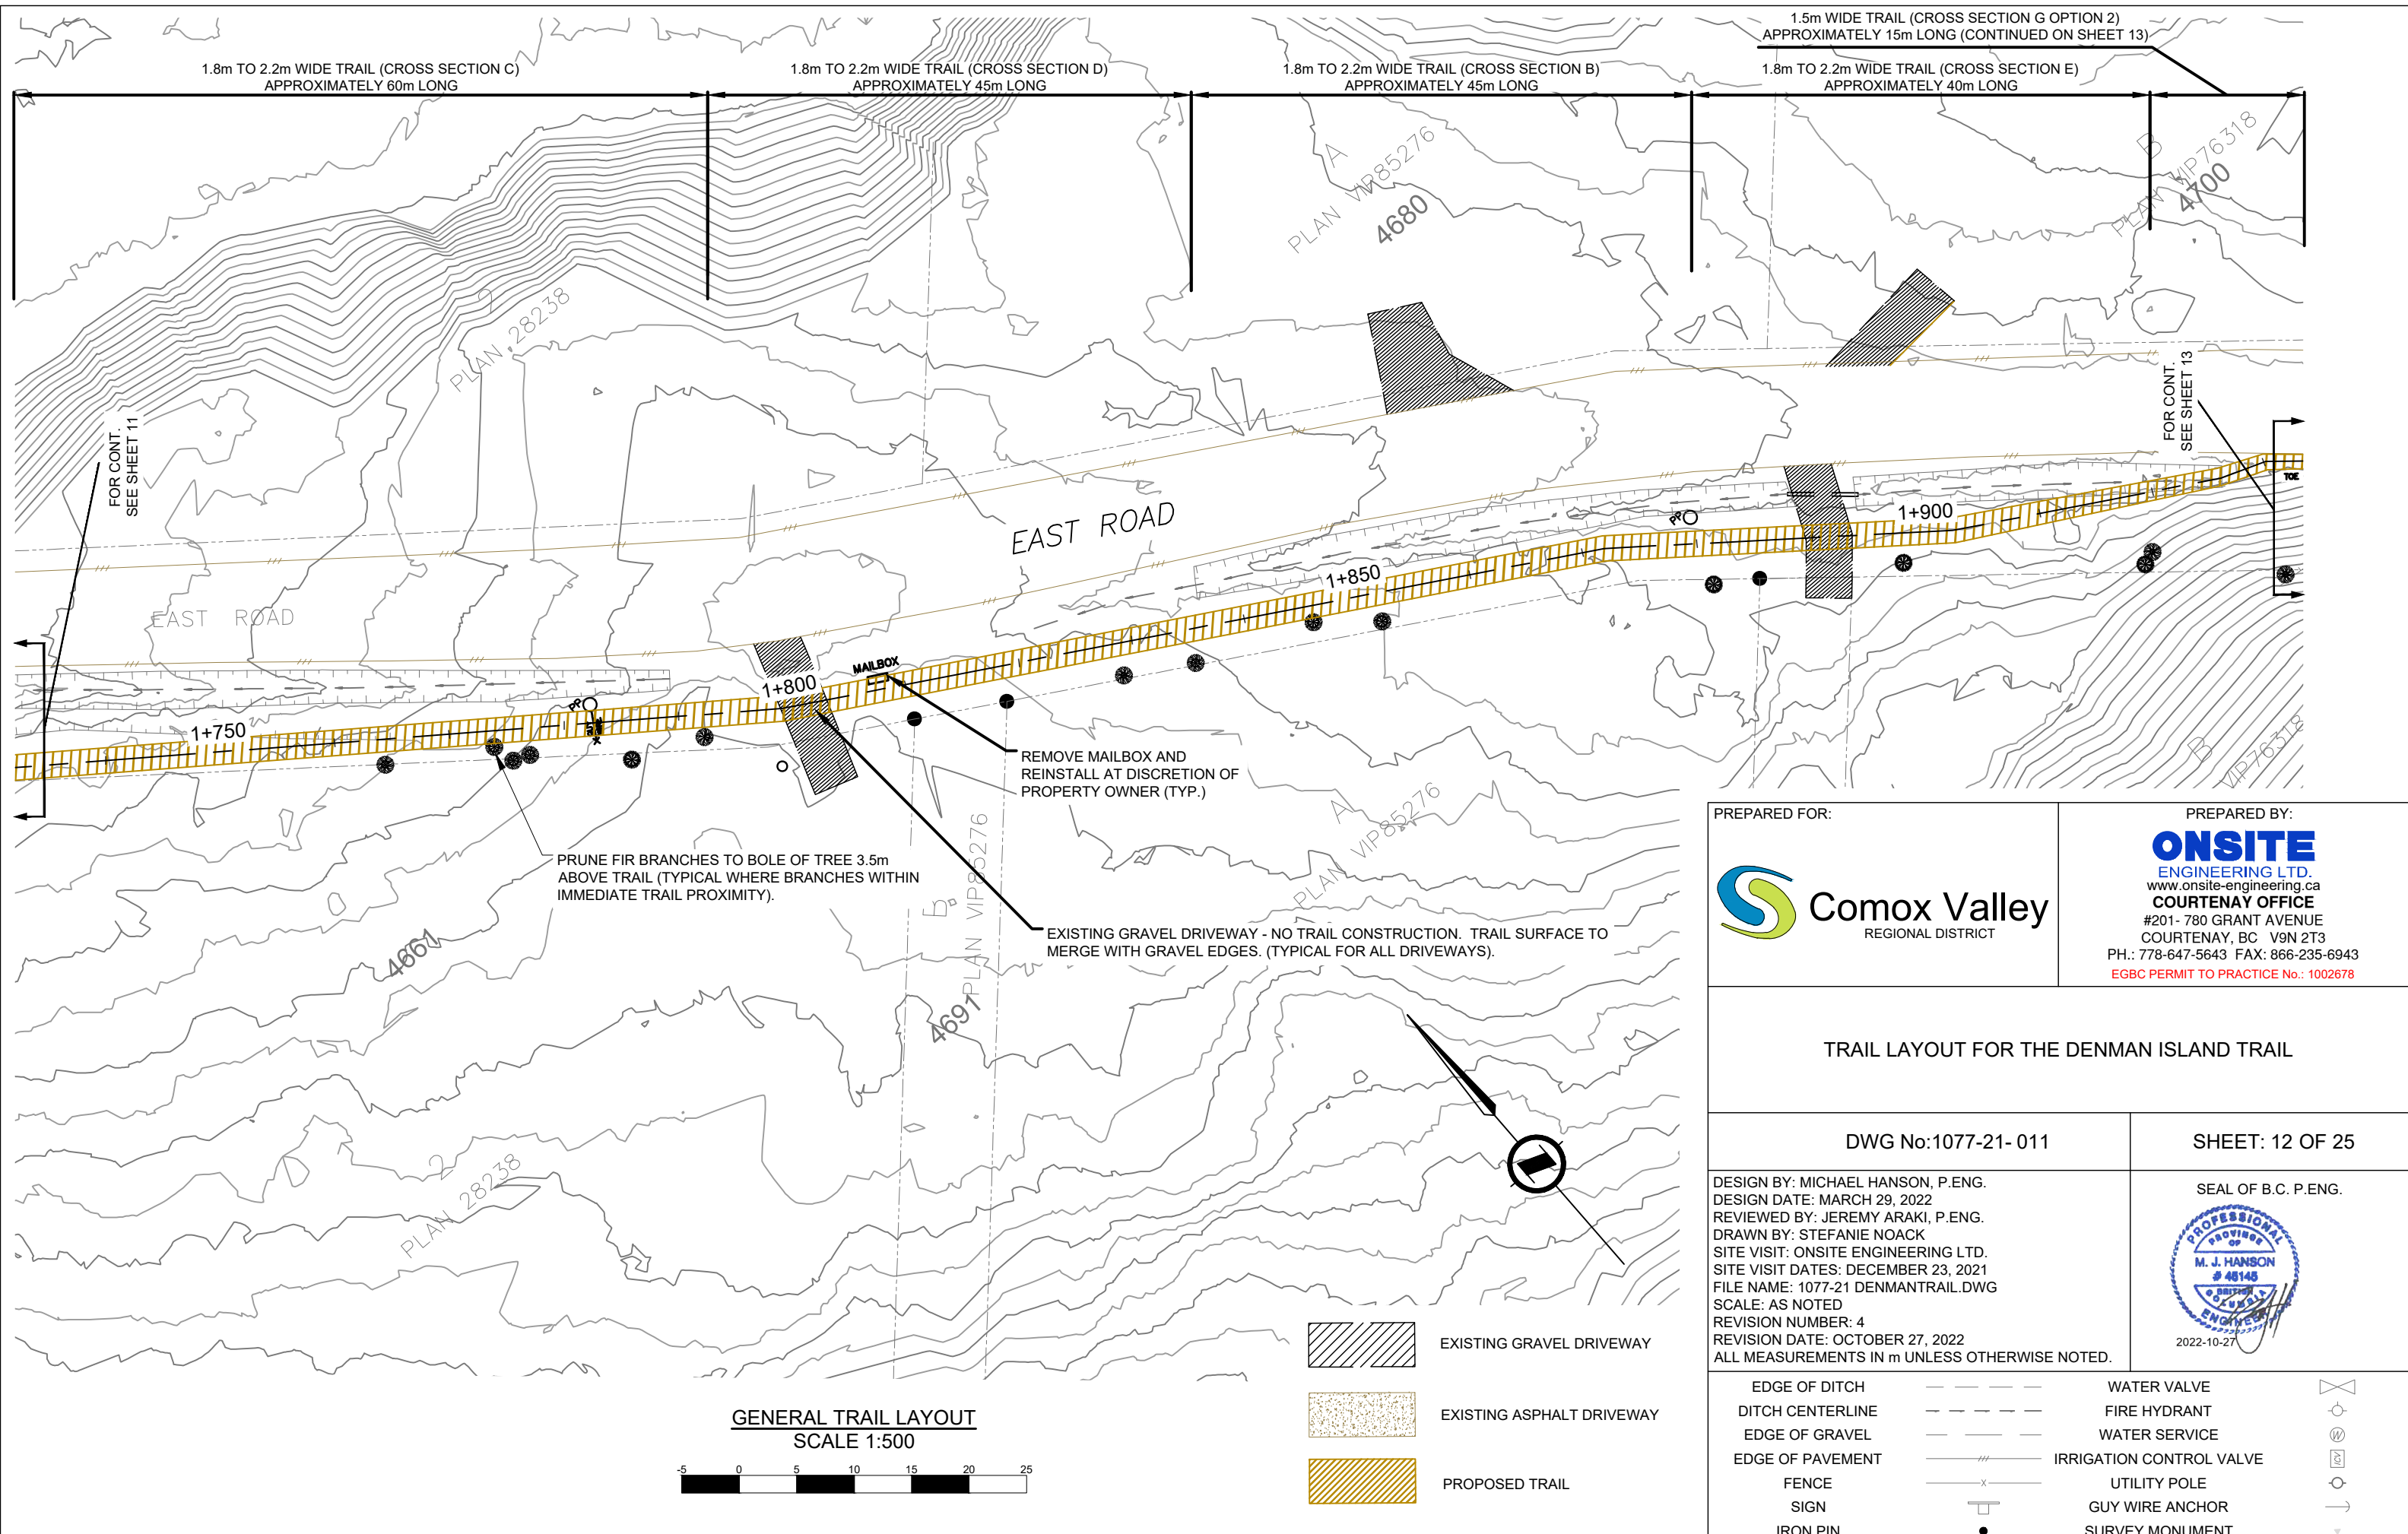 1.5m WIDE TRAIL (CROSS SECTION G OPTION 2)
APPROXIMATELY 15m LONG (CONTINUED ON SHEET 13)
1.8m TO 2.2m WIDE TRAIL (CROSS SECTION C)
APPROXIMATELY 60m LONG
1.8m TO 2.2m WIDE TRAIL (CROSS SECTION D)
APPROXIMATELY 45m LONG
1.8m TO 2.2m WIDE TRAIL (CROSS SECTION B)
APPROXIMATELY 45m LONG
1.8m TO 2.2m WIDE TRAIL (CROSS SECTION E)
APPROXIMATELY 40m LONG
A
PLAN VIP85276
4680
B
PLAN VIP76318
4700
2
PLAN 28238
FOR CONT.
SEE SHEET 11
FOR CONT.
SEE SHEET 13
EAST ROAD
EAST ROAD
1+750
1+800
1+850
1+900
PP
PP
MAILBOX
TOE
REMOVE MAILBOX AND
REINSTALL AT DISCRETION OF
PROPERTY OWNER (TYP.)
PRUNE FIR BRANCHES TO BOLE OF TREE 3.5m
ABOVE TRAIL (TYPICAL WHERE BRANCHES WITHIN
IMMEDIATE TRAIL PROXIMITY).
EXISTING GRAVEL DRIVEWAY - NO TRAIL CONSTRUCTION. TRAIL SURFACE TO
MERGE WITH GRAVEL EDGES. (TYPICAL FOR ALL DRIVEWAYS).
A
PLAN VIP85276
B
PLAN VIP85276
4691
4661
2
PLAN 28238
B
VIP76318
GENERAL TRAIL LAYOUT
SCALE 1:500
-5 0 5 10 15 20 25
EXISTING GRAVEL DRIVEWAY
EXISTING ASPHALT DRIVEWAY
PROPOSED TRAIL
PREPARED FOR:
Comox Valley
REGIONAL DISTRICT
PREPARED BY:
ONSITE
ENGINEERING LTD.
www.onsite-engineering.ca
COURTENAY OFFICE
#201- 780 GRANT AVENUE
COURTENAY, BC V9N 2T3
PH.: 778-647-5643 FAX: 866-235-6943
EGBC PERMIT TO PRACTICE No.: 1002678
TRAIL LAYOUT FOR THE DENMAN ISLAND TRAIL
DWG No:1077-21- 011
SHEET: 12 OF 25
DESIGN BY: MICHAEL HANSON, P.ENG.
DESIGN DATE: MARCH 29, 2022
REVIEWED BY: JEREMY ARAKI, P.ENG.
DRAWN BY: STEFANIE NOACK
SITE VISIT: ONSITE ENGINEERING LTD.
SITE VISIT DATES: DECEMBER 23, 2021
FILE NAME: 1077-21 DENMANTRAIL.DWG
SCALE: AS NOTED
REVISION NUMBER: 4
REVISION DATE: OCTOBER 27, 2022
ALL MEASUREMENTS IN m UNLESS OTHERWISE NOTED.
SEAL OF B.C. P.ENG.
PROFESSIONAL
PROVINCE
OF
M. J. HANSON
# 45145
BRITISH
COLUMBIA
ENGINEER
2022-10-27
EDGE OF DITCH
DITCH CENTERLINE
EDGE OF GRAVEL
EDGE OF PAVEMENT
FENCE
SIGN
IRON PIN
WATER VALVE
FIRE HYDRANT
WATER SERVICE
W
IRRIGATION CONTROL VALVE
ICV
UTILITY POLE
GUY WIRE ANCHOR
SURVEY MONUMENT